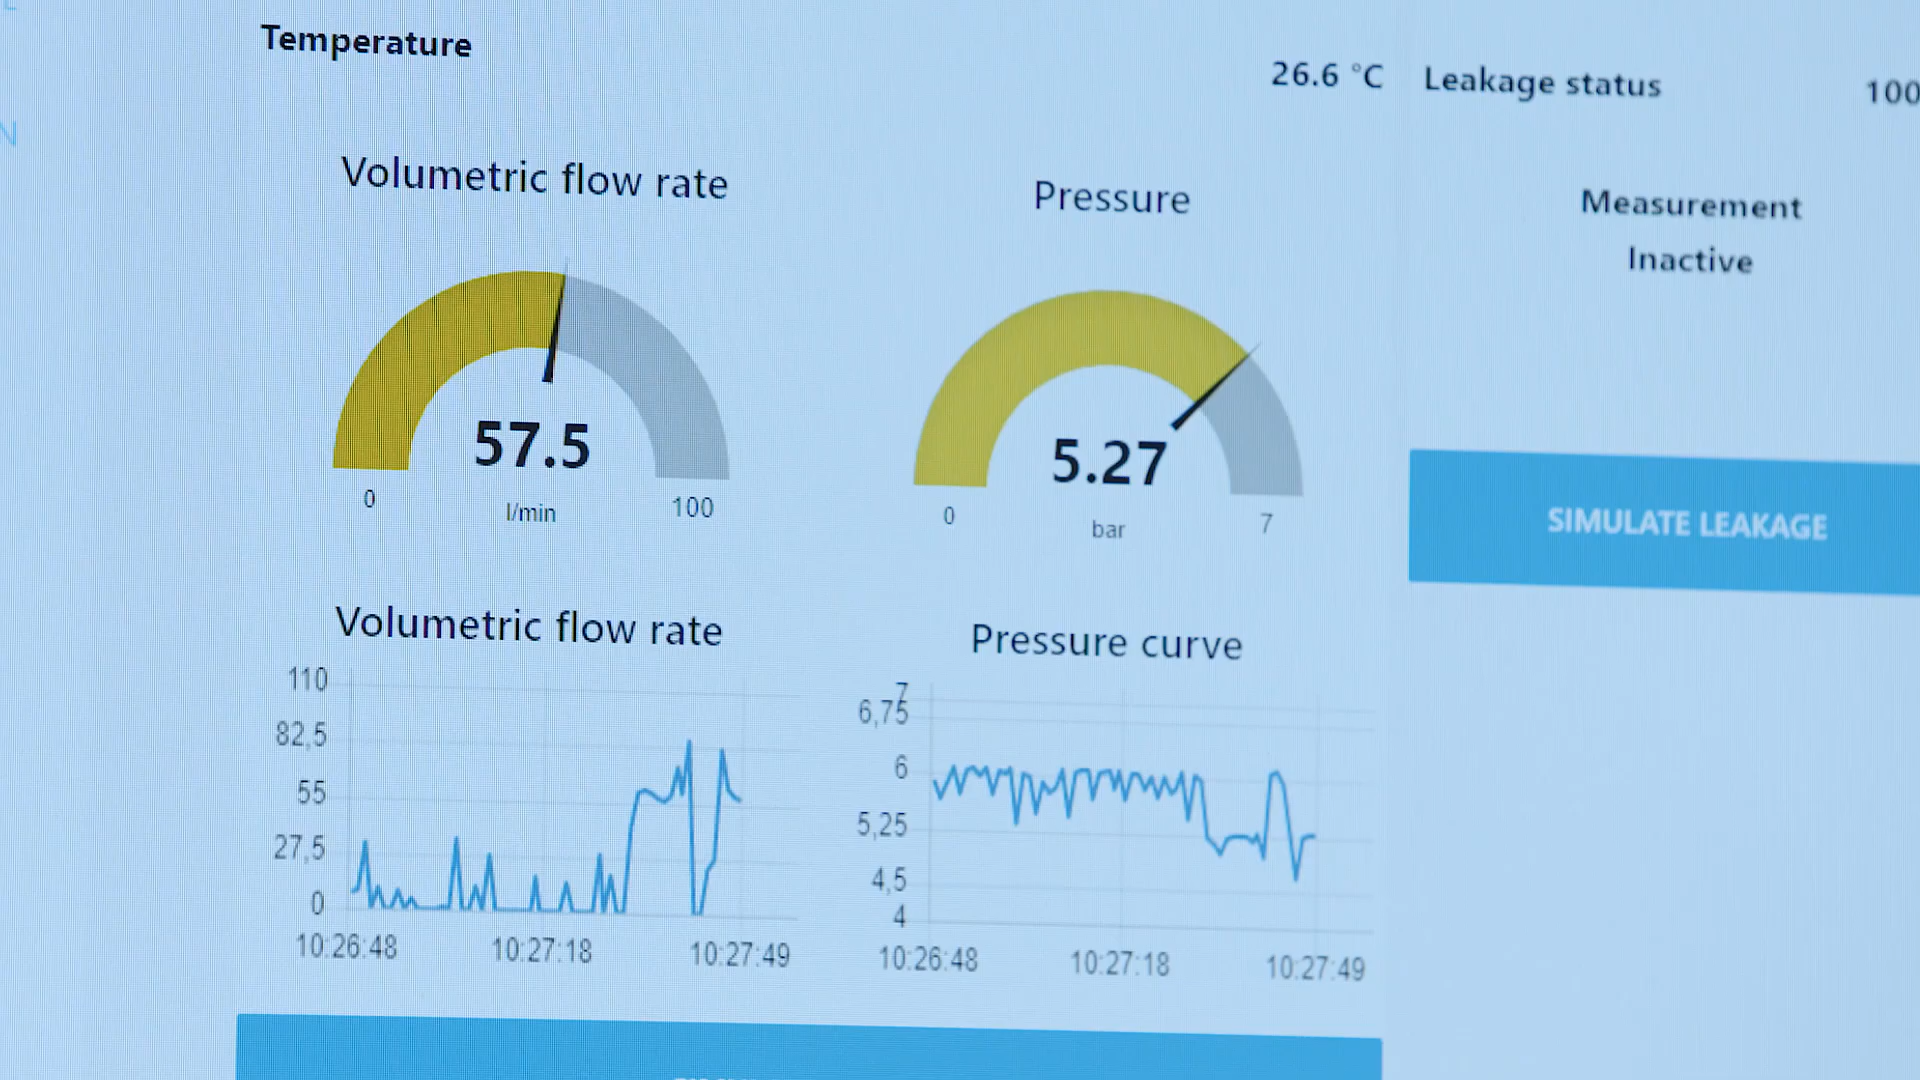 Temperature
26.6 °C
Leakage status
100
Volumetric flow rate
57.5
0
l/min
100
Pressure
5.27
0
bar
7
Measurement
Inactive
SIMULATE LEAKAGE
Volumetric flow rate
110
82,5
55
27,5
0
10:26:48
10:27:18
10:27:49
Pressure curve
7
6,75
6
5,25
4,5
4
10:26:48
10:27:18
10:27:49